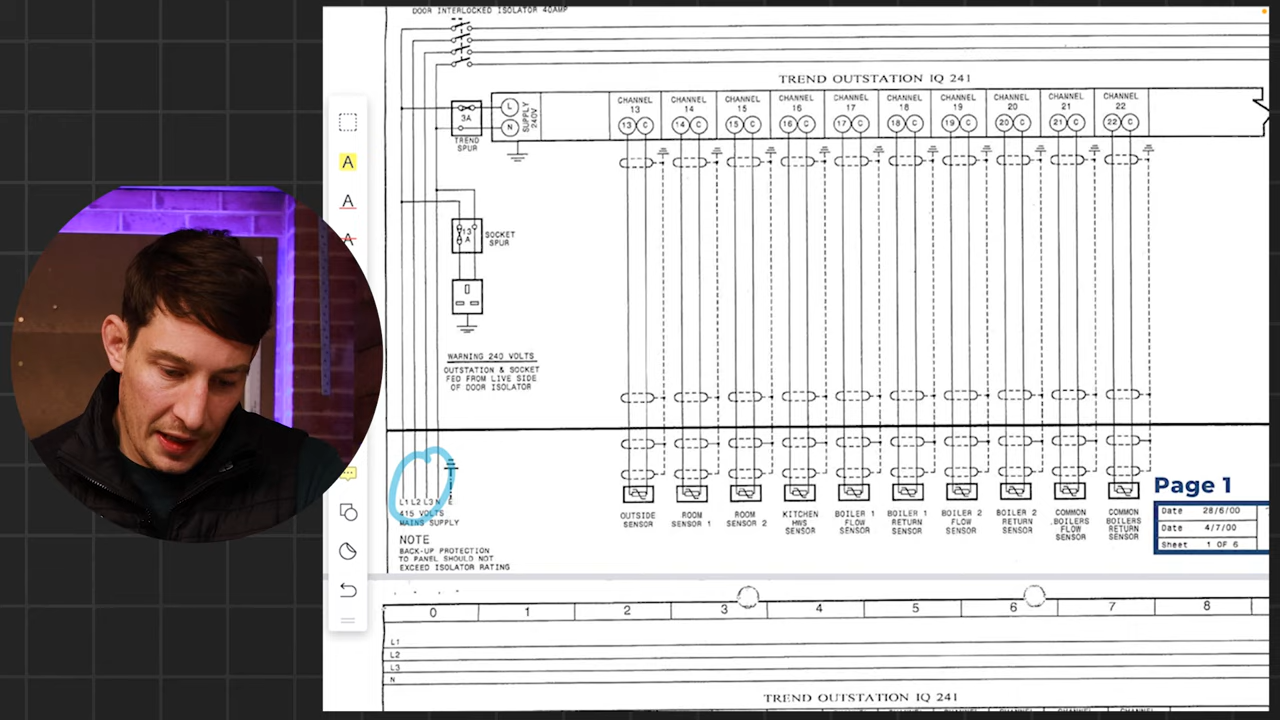 DOOR INTERLOCKED ISOLATOR 40AMP
TREND OUTSTATION IQ 241
CHANNEL 13
CHANNEL 14
CHANNEL 15
CHANNEL 16
CHANNEL 17
CHANNEL 18
CHANNEL 19
CHANNEL 20
CHANNEL 21
CHANNEL 22
13 C 14 C 15 C 16 C 17 C 18 C 19 C 20 C 21 C 22 C
L
N
SUPPLY
240V
3A
TREND
SPUR
13
A
SOCKET
SPUR
WARNING 240 VOLTS
OUTSTATION & SOCKET
FED FROM LIVE SIDE
OF DOOR ISOLATOR
A
A
A
L1 L2 L3 N E
415 VOLTS
MAINS SUPPLY
NOTE
BACK-UP PROTECTION
TO PANEL SHOULD NOT
EXCEED ISOLATOR RATING
OUTSIDE
SENSOR
ROOM
SENSOR 1
ROOM
SENSOR 2
KITCHEN
HWS
SENSOR
BOILER 1
FLOW
SENSOR
BOILER 1
RETURN
SENSOR
BOILER 2
FLOW
SENSOR
BOILER 2
RETURN
SENSOR
COMMON
BOILERS
FLOW
SENSOR
COMMON
BOILERS
RETURN
SENSOR
Page 1
Date 28/6/00
Date 4/7/00
Sheet 1 OF 6
0 1 2 3 4 5 6 7 8
L1
L2
L3
N
TREND OUTSTATION IQ 241